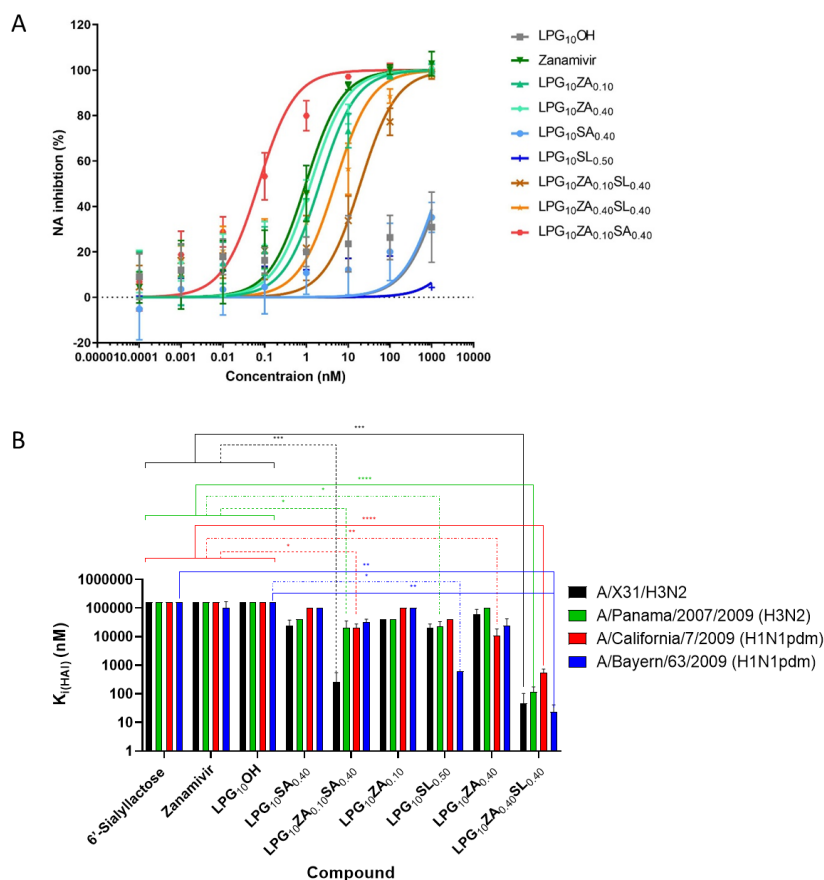 A
NA inhibtion (%)
120
100
80
60
40
20
0
-20
0.00001 0.0001 0.001 0.01 0.1 1 10 100 1000 10000
Concentraion (nM)
LPG10OH
Zanamivir
LPG10ZA0.10
LPG10ZA0.40
LPG10SA0.40
LPG10SL0.50
LPG10ZA0.10SL0.40
LPG10ZA0.40SL0.40
LPG10ZA0.10SA0.40
B
***
***
****
*
*
****
**
*
**
*
**
Ki(HAI) (nM)
1000000
100000
10000
1000
100
10
1
A/X31/H3N2
A/Panama/2007/2009 (H3N2)
A/California/7/2009 (H1N1pdm)
A/Bayern/63/2009 (H1N1pdm)
6'-Sialyllactose
Zanamivir
LPG10OH
LPG10SA0.40
LPG10ZA0.10SA0.40
LPG10ZA0.10
LPG10SL0.50
LPG10ZA0.40
LPG10ZA0.40SL0.40
Compound